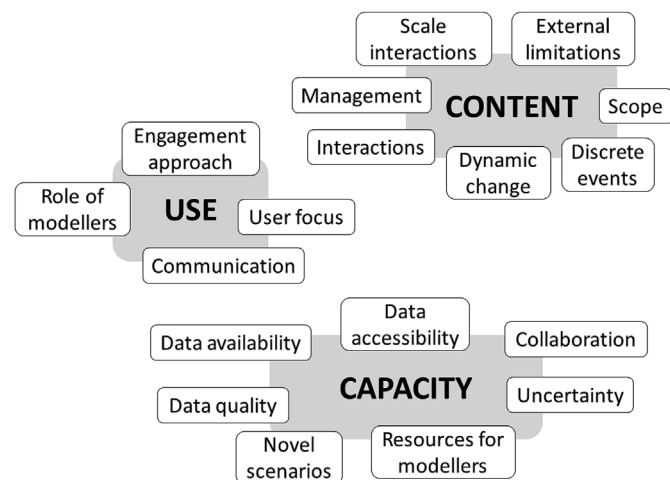 Scale
interactions
External
limitations
Management
CONTENT
Scope
Interactions
Dynamic
change
Discrete
events
Engagement
approach
Role of
modellers
USE
User focus
Communication
Data availability
Data
accessibility
Collaboration
CAPACITY
Data quality
Uncertainty
Novel
scenarios
Resources for
modellers